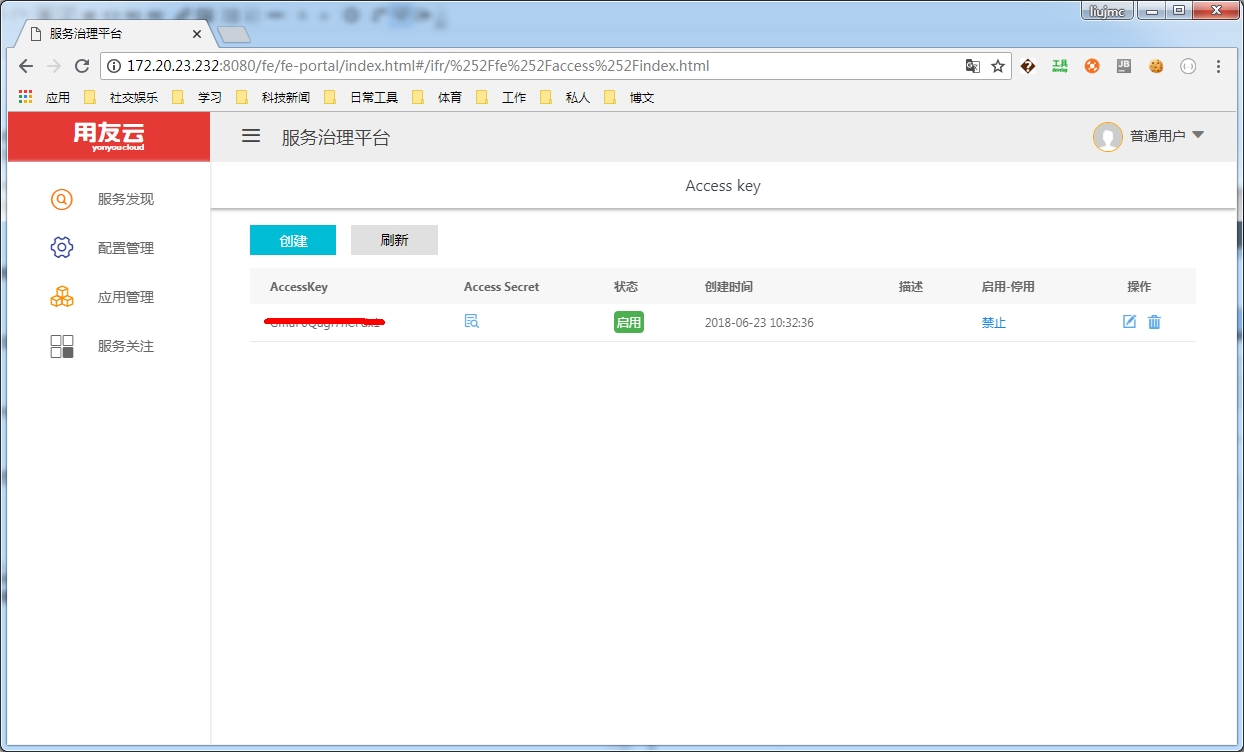 liujmc
服务治理平台
172.20.23.232:8080/fe/fe-portal/index.html#/ifr/%252Ffe%252Faccess%252Findex.html
工具 JB
应用 社交娱乐 学习 科技新闻 日常工具 体育 工作 私人 博文
用友云
yonyoucloud
服务治理平台
普通用户
服务发现
配置管理
应用管理
服务关注
Access key
创建 刷新
AccessKey Access Secret 状态 创建时间 描述 启用-停用 操作
启用 2018-06-23 10:32:36 禁止